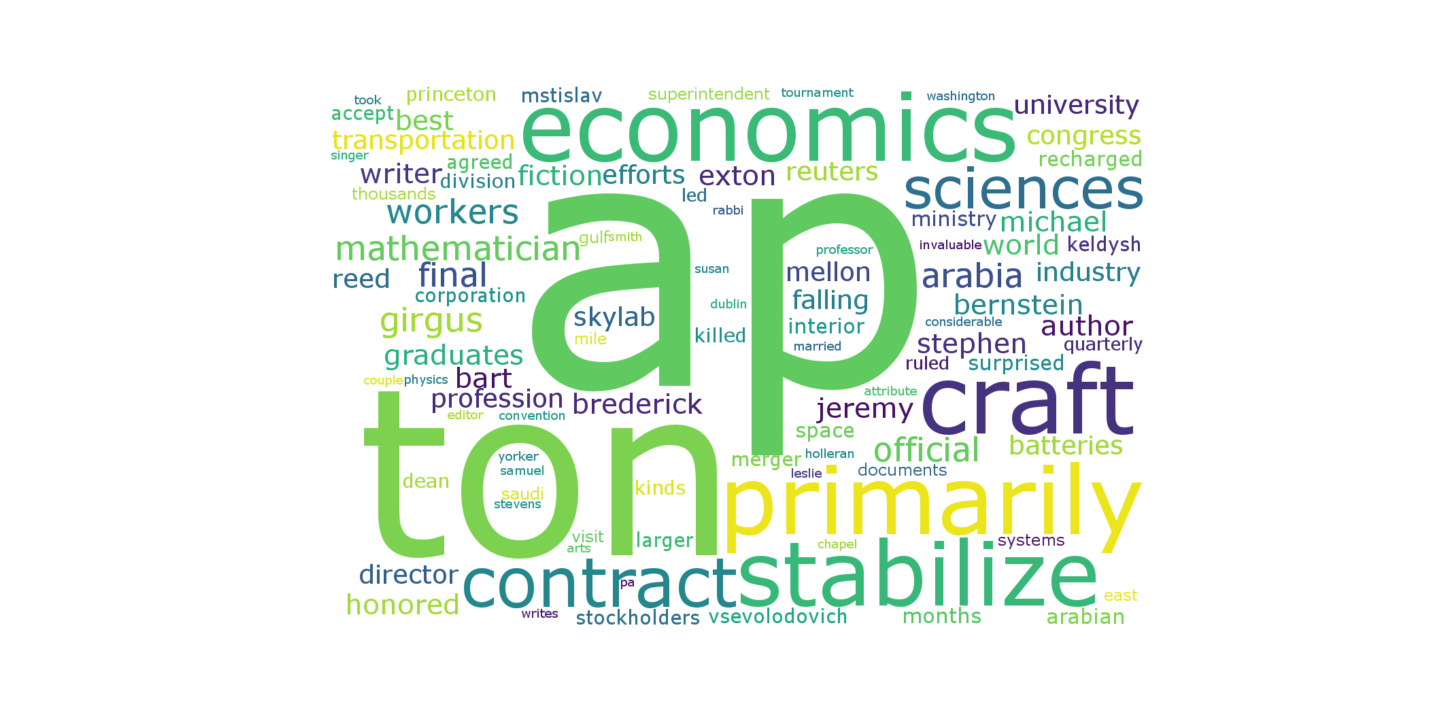 took princeton mstislav superintendent tournament washington university
accept best economics congress
transportation recharged
singer agreed
writer division fiction efforts exton reuters sciences
thousands led
workers rabbi ministry michael
mathematician gulf smith ap professor invaluable world keldysh
reed final susan mellon arabia industry
corporation dublin falling bernstein
girgus skylab interior considerable author
mile killed married stephen quarterly
graduates ruled surprised
couple physics bart attribute craft
profession brederick jeremy
editor convention space
ton merger holleran official batteries
yorker
samuel leslie documents
dean saudi kinds primarily
stevens
visit larger chapel systems
arts
director contract pa stabilize
honored east
writes stockholders vsevolodovich months arabian